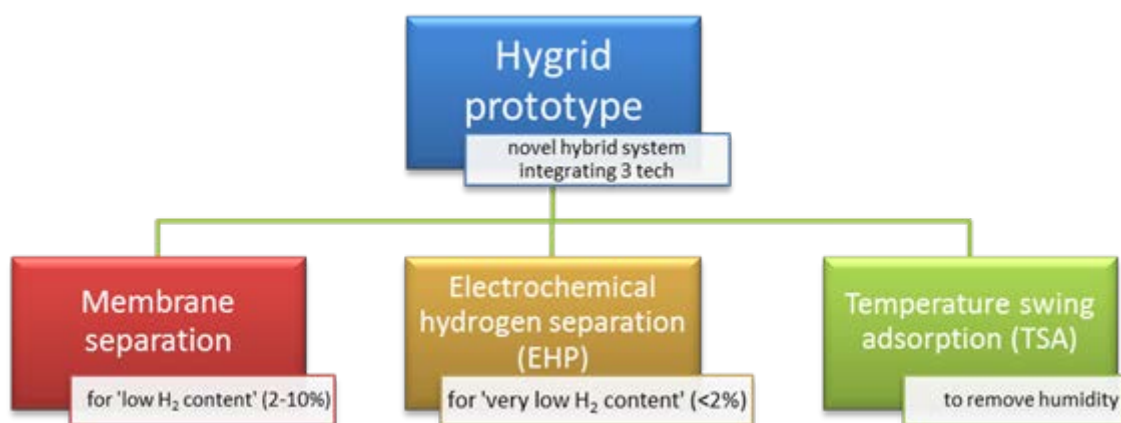 Hygrid
prototype
novel hybrid system
integrating 3 tech
Membrane
separation
for 'low H₂ content' (2-10%)
Electrochemical
hydrogen separation
(EHP)
for 'very low H₂ content' (<2%)
Temperature swing
adsorption (TSA)
to remove humidity